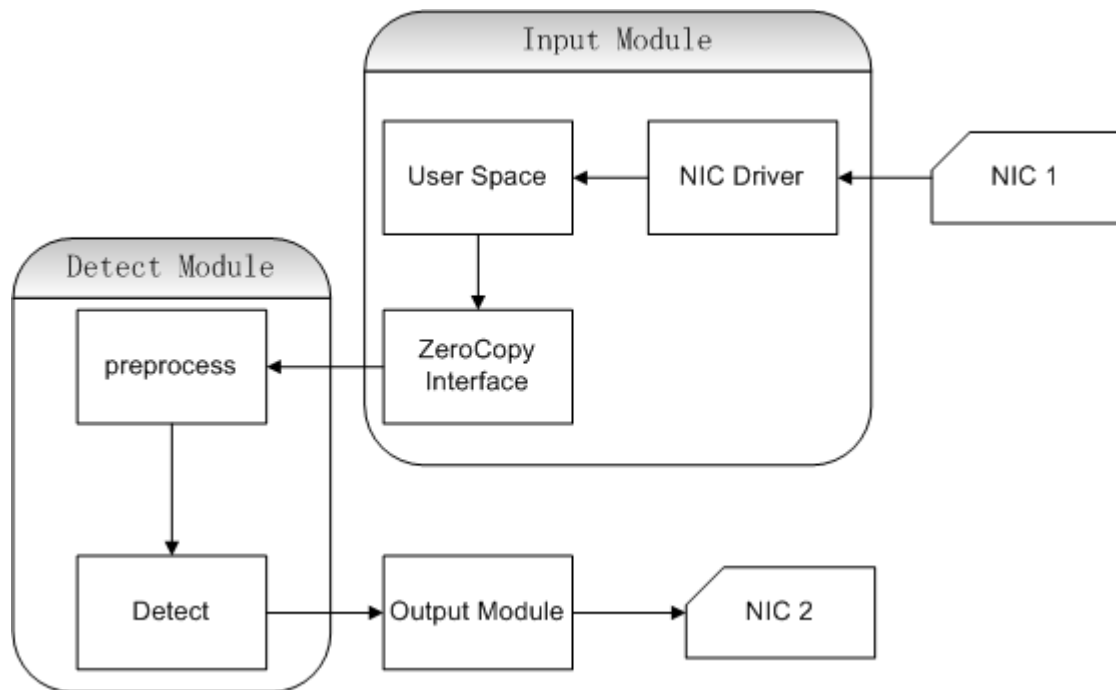 Input Module
User Space
NIC Driver
NIC 1
Detect Module
preprocess
ZeroCopy
Interface
Detect
Output Module
NIC 2